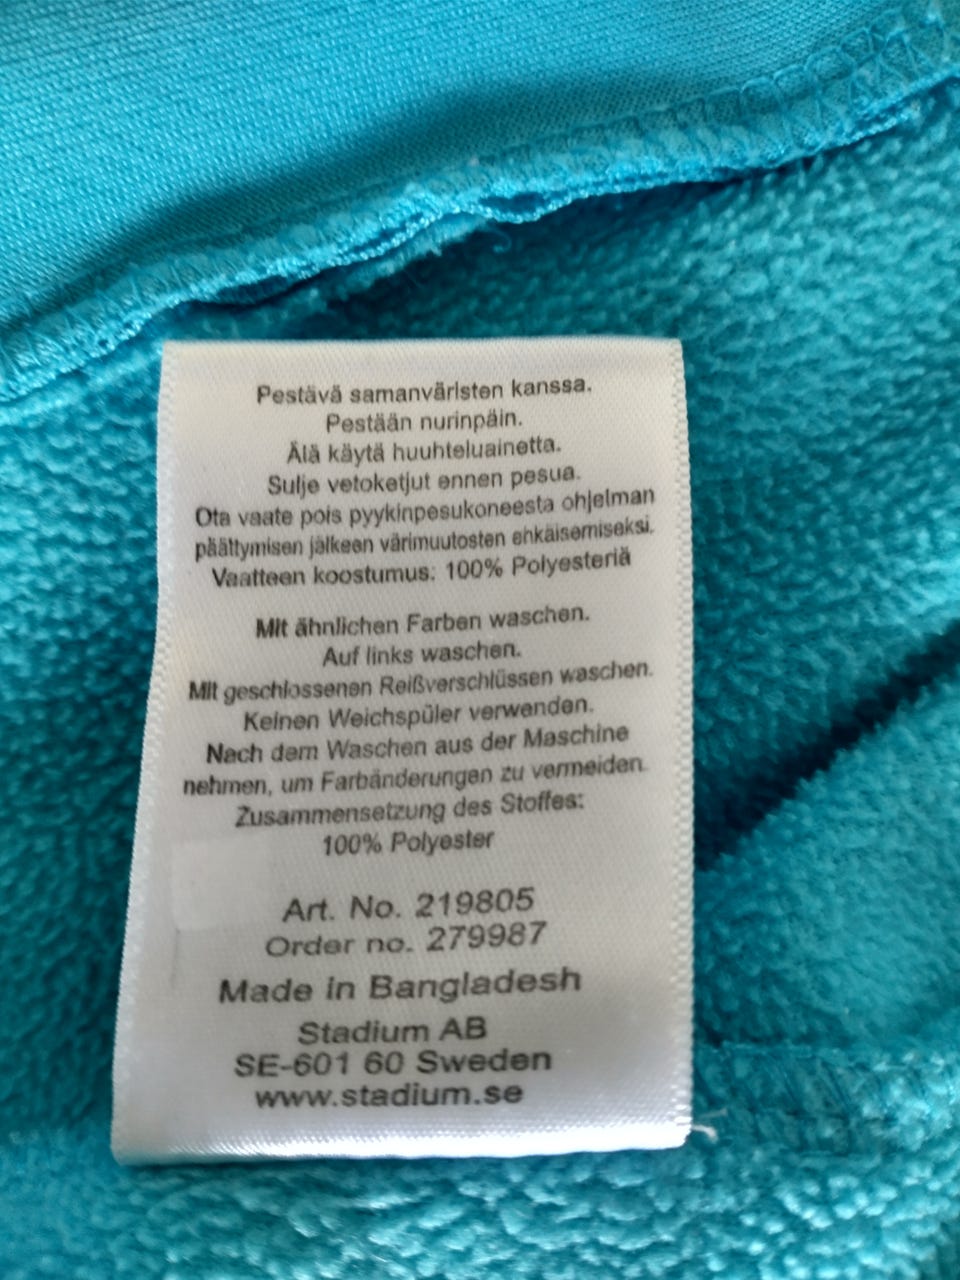 Pestävä samanväristen kanssa.
Pestään nurinpäin.
Älä käytä huuhteluainetta.
Sulje vetoketjut ennen pesua.
Ota vaate pois pyykinpesukoneesta ohjelman
päättymisen jälkeen värimuutosten ehkäisemiseksi.
Vaatteen koostumus: 100% Polyesteriä
Mit ähnlichen Farben waschen.
Auf links waschen.
Mit geschlossenen Reißverschlüssen waschen.
Keinen Weichspüler verwenden.
Nach dem Waschen aus der Maschine
nehmen, um Farbänderungen zu vermeiden.
Zusammensetzung des Stoffes:
100% Polyester
Art. No. 219805
Order no. 279987
Made in Bangladesh
Stadium AB
SE-601 60 Sweden
www.stadium.se